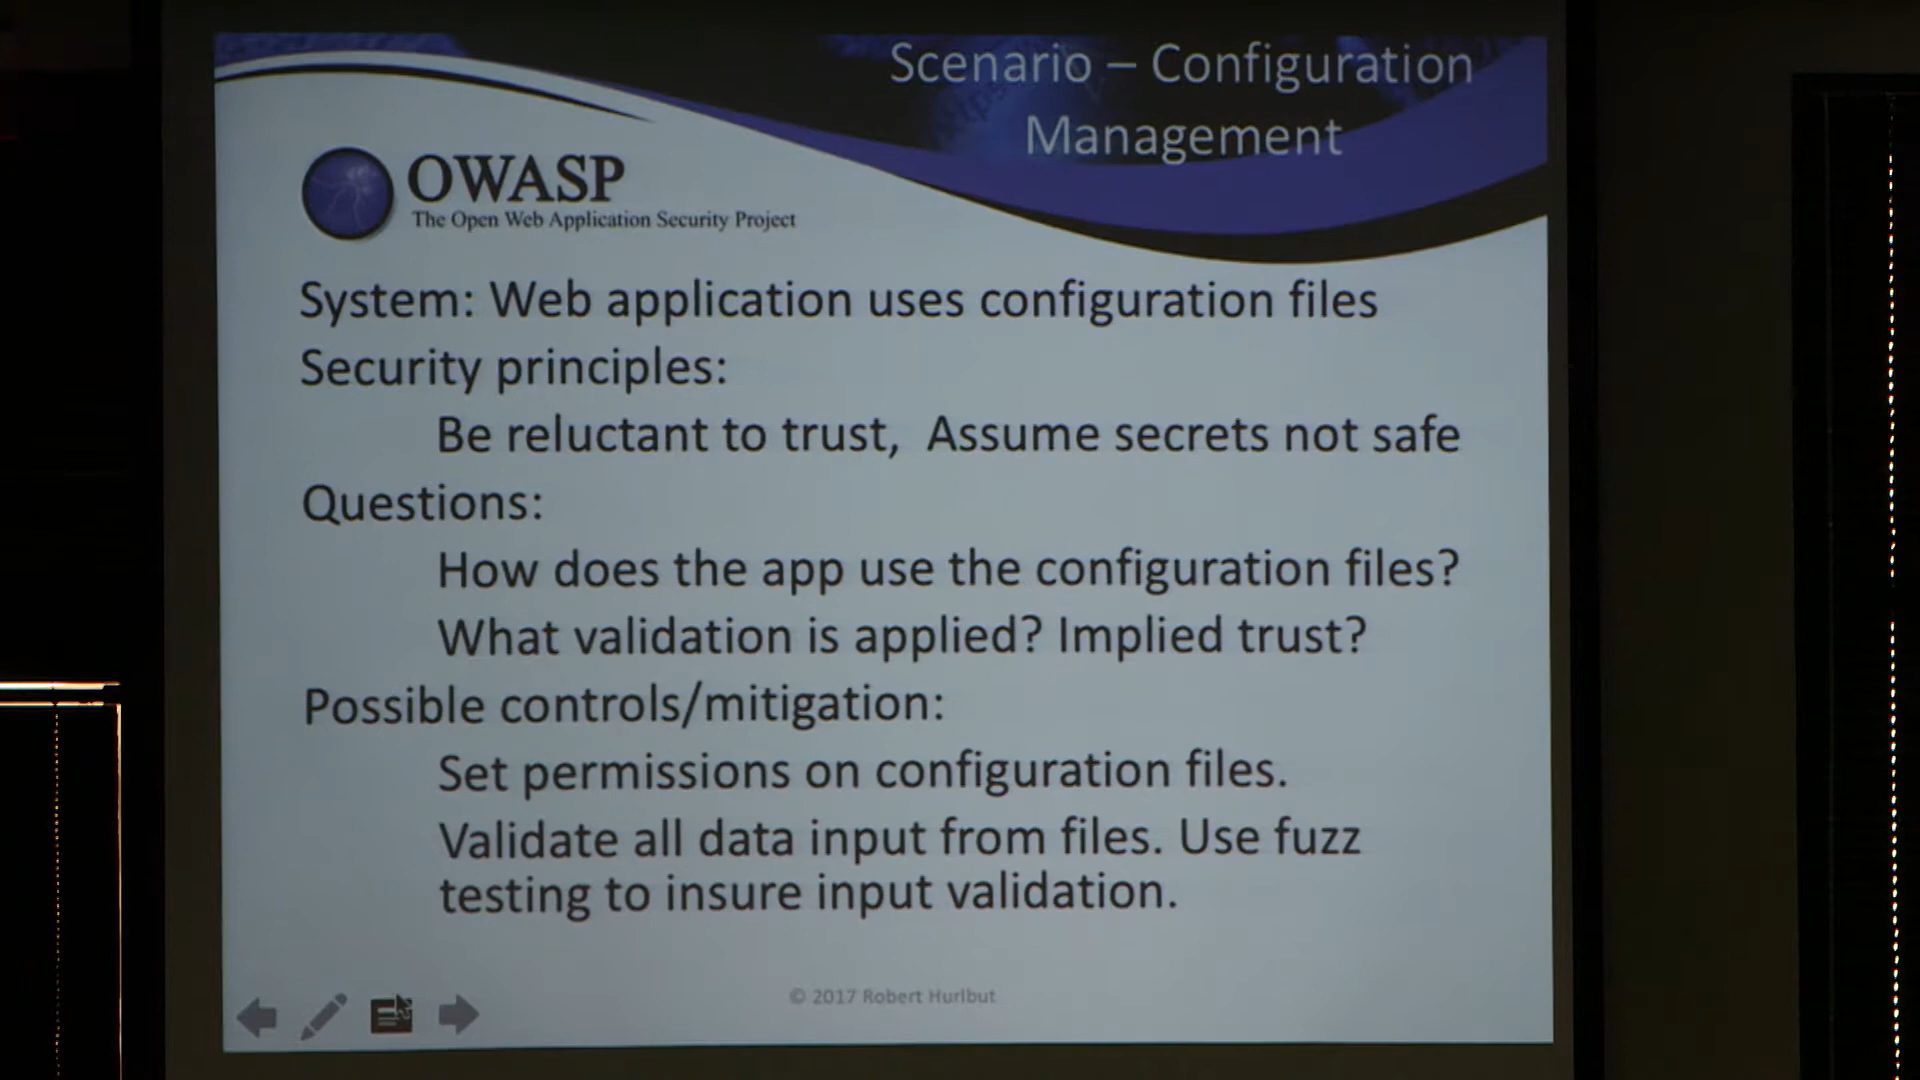 Scenario – Configuration
Management
OWASP
The Open Web Application Security Project
System: Web application uses configuration files
Security principles:
Be reluctant to trust, Assume secrets not safe
Questions:
How does the app use the configuration files?
What validation is applied? Implied trust?
Possible controls/mitigation:
Set permissions on configuration files.
Validate all data input from files. Use fuzz
testing to insure input validation.
© 2017 Robert Hurlbut